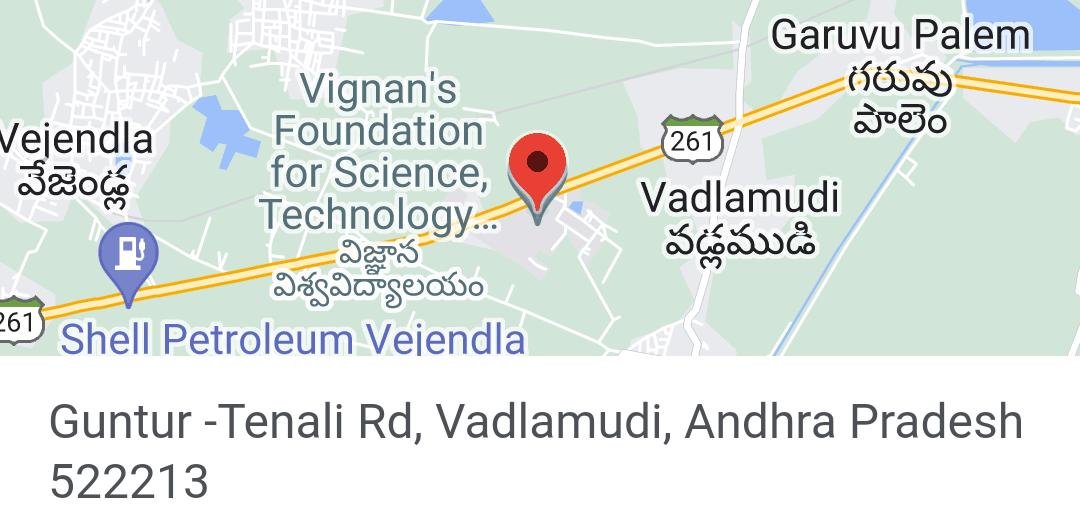 Garuvu Palem
గరువు
పాలెం
Vignan's
Foundation
for Science,
Technology...
విజ్ఞాన
విశ్వవిద్యాలయం
261
Vejendla
వేజెండ్ల
Vadlamudi
వడ్లముడి
261
Shell Petroleum Vejendla
Guntur -Tenali Rd, Vadlamudi, Andhra Pradesh
522213